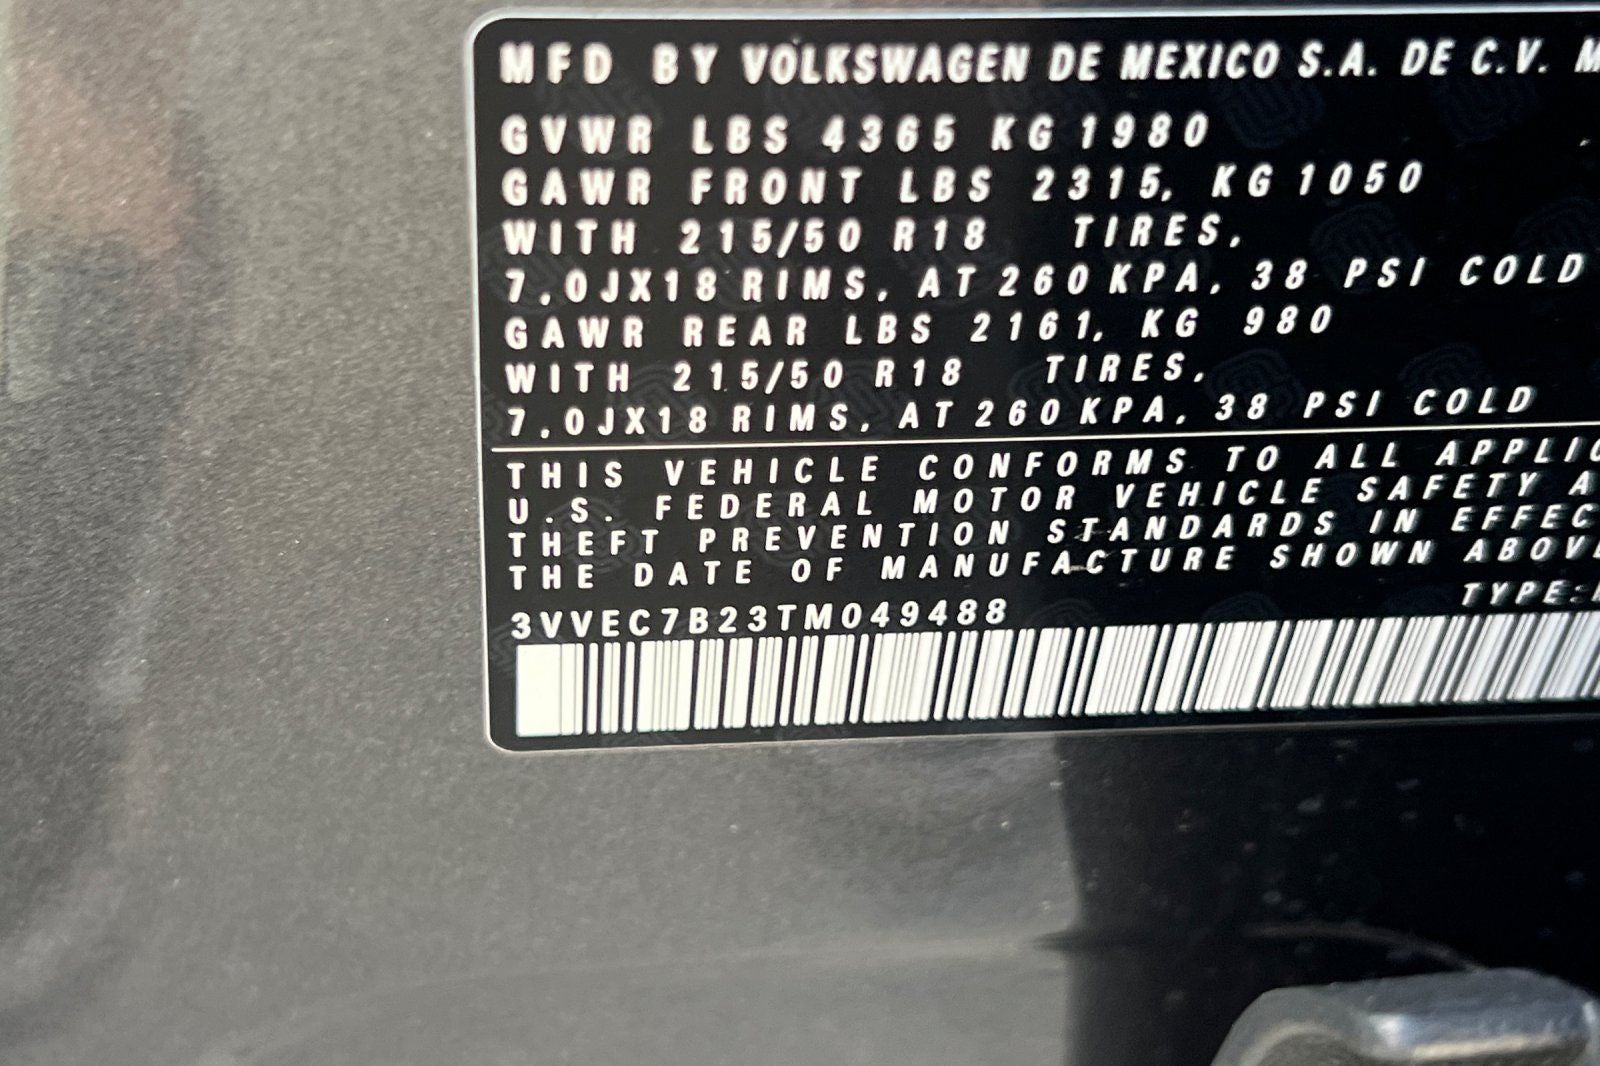 MFD BY VOLKSWAGEN DE MEXICO S.A. DE C.V.
GVWR LBS 4365 KG 1980
GAWR FRONT LBS 2315, KG 1050
WITH 215/50 R18 TIRES,
7.0JX18 RIMS, AT 260 KPA, 38 PSI COLD
GAWR REAR LBS 2161, KG 980
WITH 215/50 R18 TIRES,
7.0JX18 RIMS, AT 260 KPA, 38 PSI COLD
THIS VEHICLE CONFORMS TO ALL
U.S. FEDERAL MOTOR VEHICLE SAFETY
THEFT PREVENTION STANDARDS IN
THE DATE OF MANUFACTURE SHOWN
TYPE:
3VVEC7B23TM049488